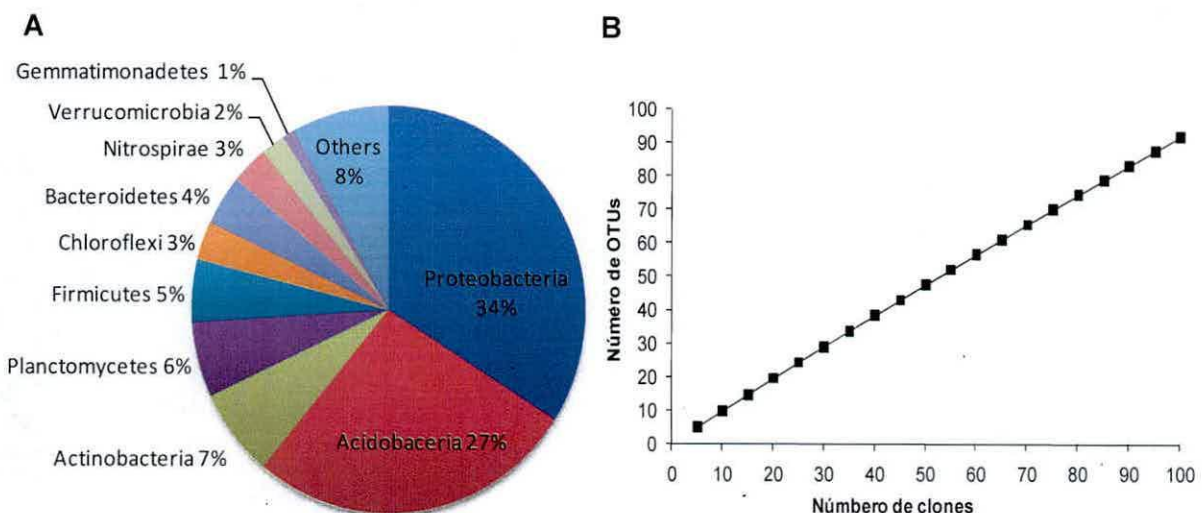 A
Gemmatimonadetes 1%
Verrucomicrobia 2%
Nitrospirae 3%
Bacteroidetes 4%
Chloroflexi 3%
Firmicutes 5%
Planctomycetes 6%
Actinobacteria 7%
Others
8%
Proteobacteria
34%
Acidobaceria 27%
B
Número de OTUs
100
90
80
70
60
50
40
30
20
10
0
0 10 20 30 40 50 60 70 80 90 100
Númbero de clones